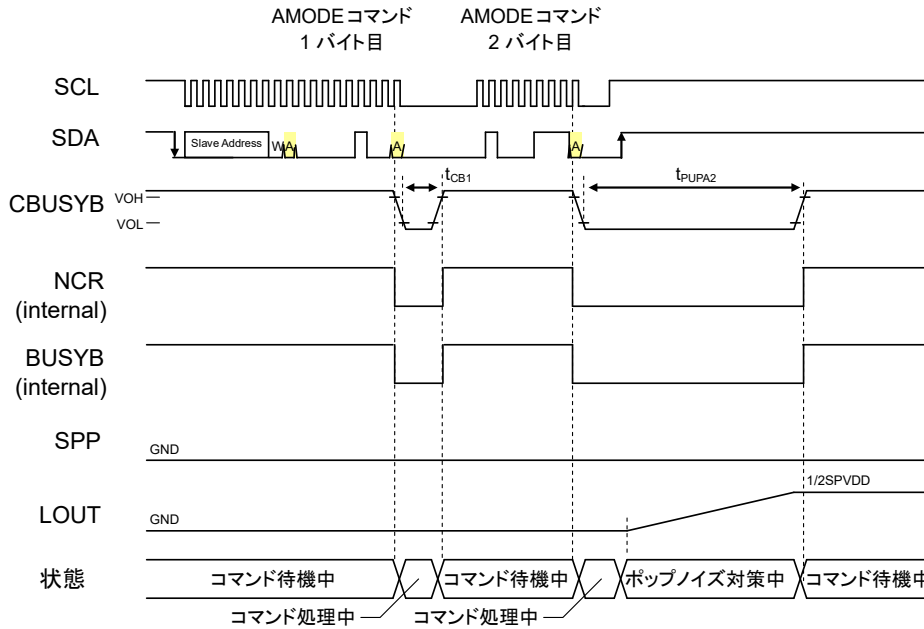 AMODEコマンド
1 バイト目
AMODEコマンド
2 バイト目
SCL
SDA
Slave Address
W
A
A
A
CBUSYB
VOH
VOL
tCB1
tPUPA2
NCR
(internal)
BUSYB
(internal)
SPP
GND
LOUT
GND
1/2SPVDD
状態
コマンド待機中
コマンド待機中
ポップノイズ対策中
コマンド待機中
コマンド処理中
コマンド処理中